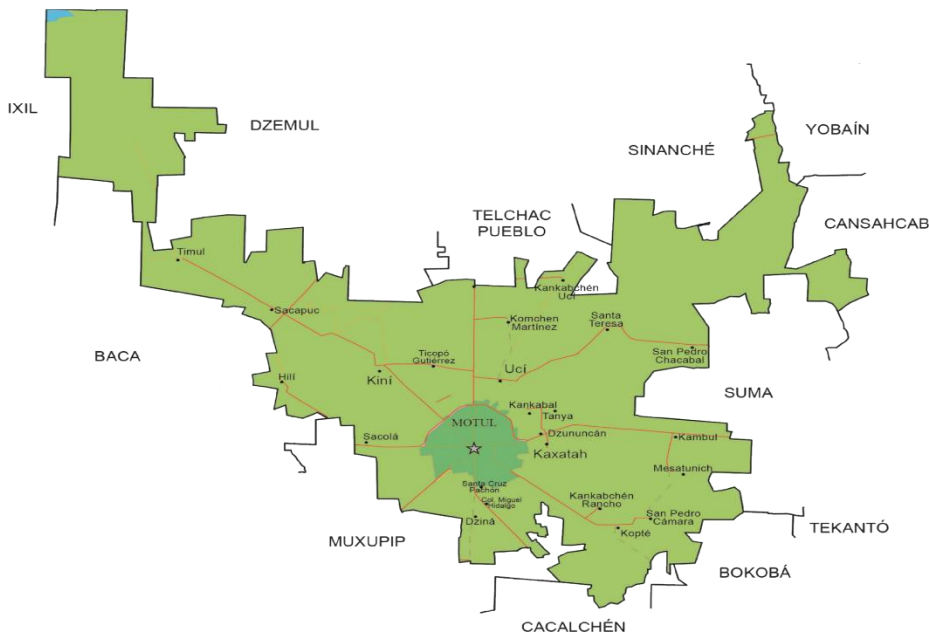 IXIL
DZEMUL
SINANCHÉ
YOBAÍN
TELCHAC
PUEBLO
CANSAHCAB
Timul
Kankabchén
Ucí
Sacapuc
Komchen
Martínez
Santa
Teresa
BACA
Ticopó
Gutiérrez
San Pedro
Chacabal
Hilí
Kiní
Ucí
SUMA
Kankabal
Tanya
MOTUL
Dzununcán
Kambul
Sacolá
Kaxatah
Mesatunich
Santa Cruz
Pachón
Col. Miguel
Hidalgo
Kankabchén
Rancho
San Pedro
Cámara
Dziná
Kopté
TEKANTÓ
MUXUPIP
BOKOBÁ
CACALCHÉN